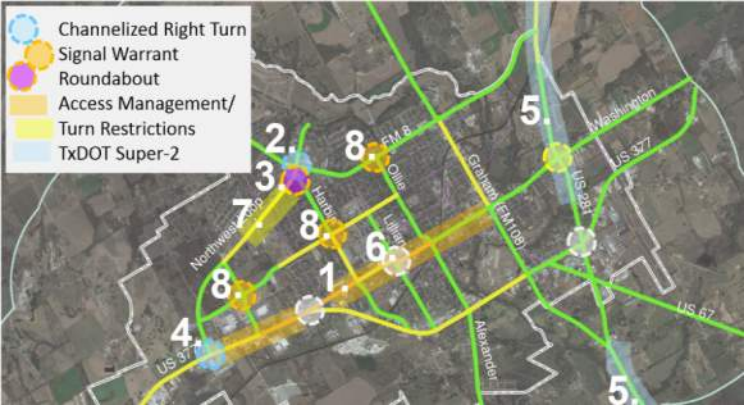 Channelized Right Turn
Signal Warrant
Roundabout
Access Management/
Turn Restrictions
TxDOT Super-2
5.
Washington
2.
8.
FM 8
US 377
3.
Ollie
Graham
US 281
7.
Harbin
8.
Northwest Loop
Lillian
6.
FM1081
8.
1.
4.
US 377
Alexander
US 67
5.